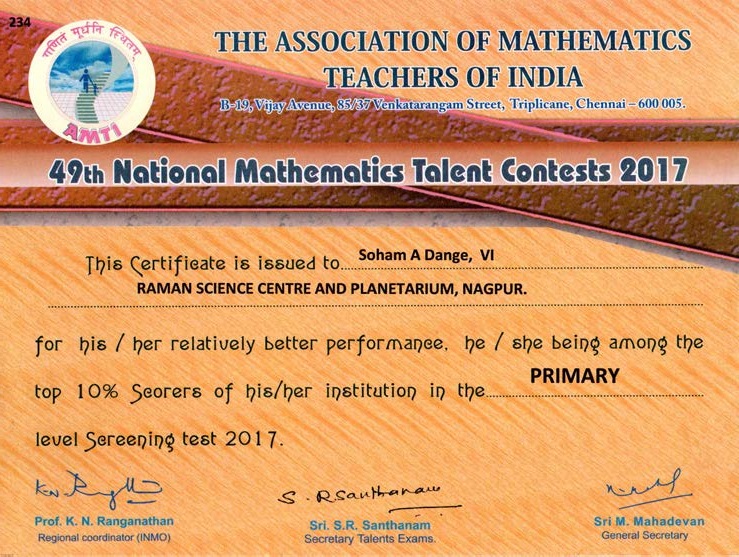 234
गणित मूर्धनि स्थितम्
AMTI
THE ASSOCIATION OF MATHEMATICS
TEACHERS OF INDIA
B-19, Vijay Avenue, 85/37 Venkatarangam Street, Triplicane, Chennai – 600 005.
49th National Mathematics Talent Contests 2017
This Certificate is issued to Soham A Dange, VI
RAMAN SCIENCE CENTRE AND PLANETARIUM, NAGPUR.
for his / her relatively better performance, he / she being among the
top 10% Scorers of his/her institution in the PRIMARY
level Screening test 2017.
S. R Santhanam
Prof. K. N. Ranganathan
Regional coordinator (INMO)
Sri. S.R. Santhanam
Secretary Talents Exams.
Sri M. Mahadevan
General Secretary